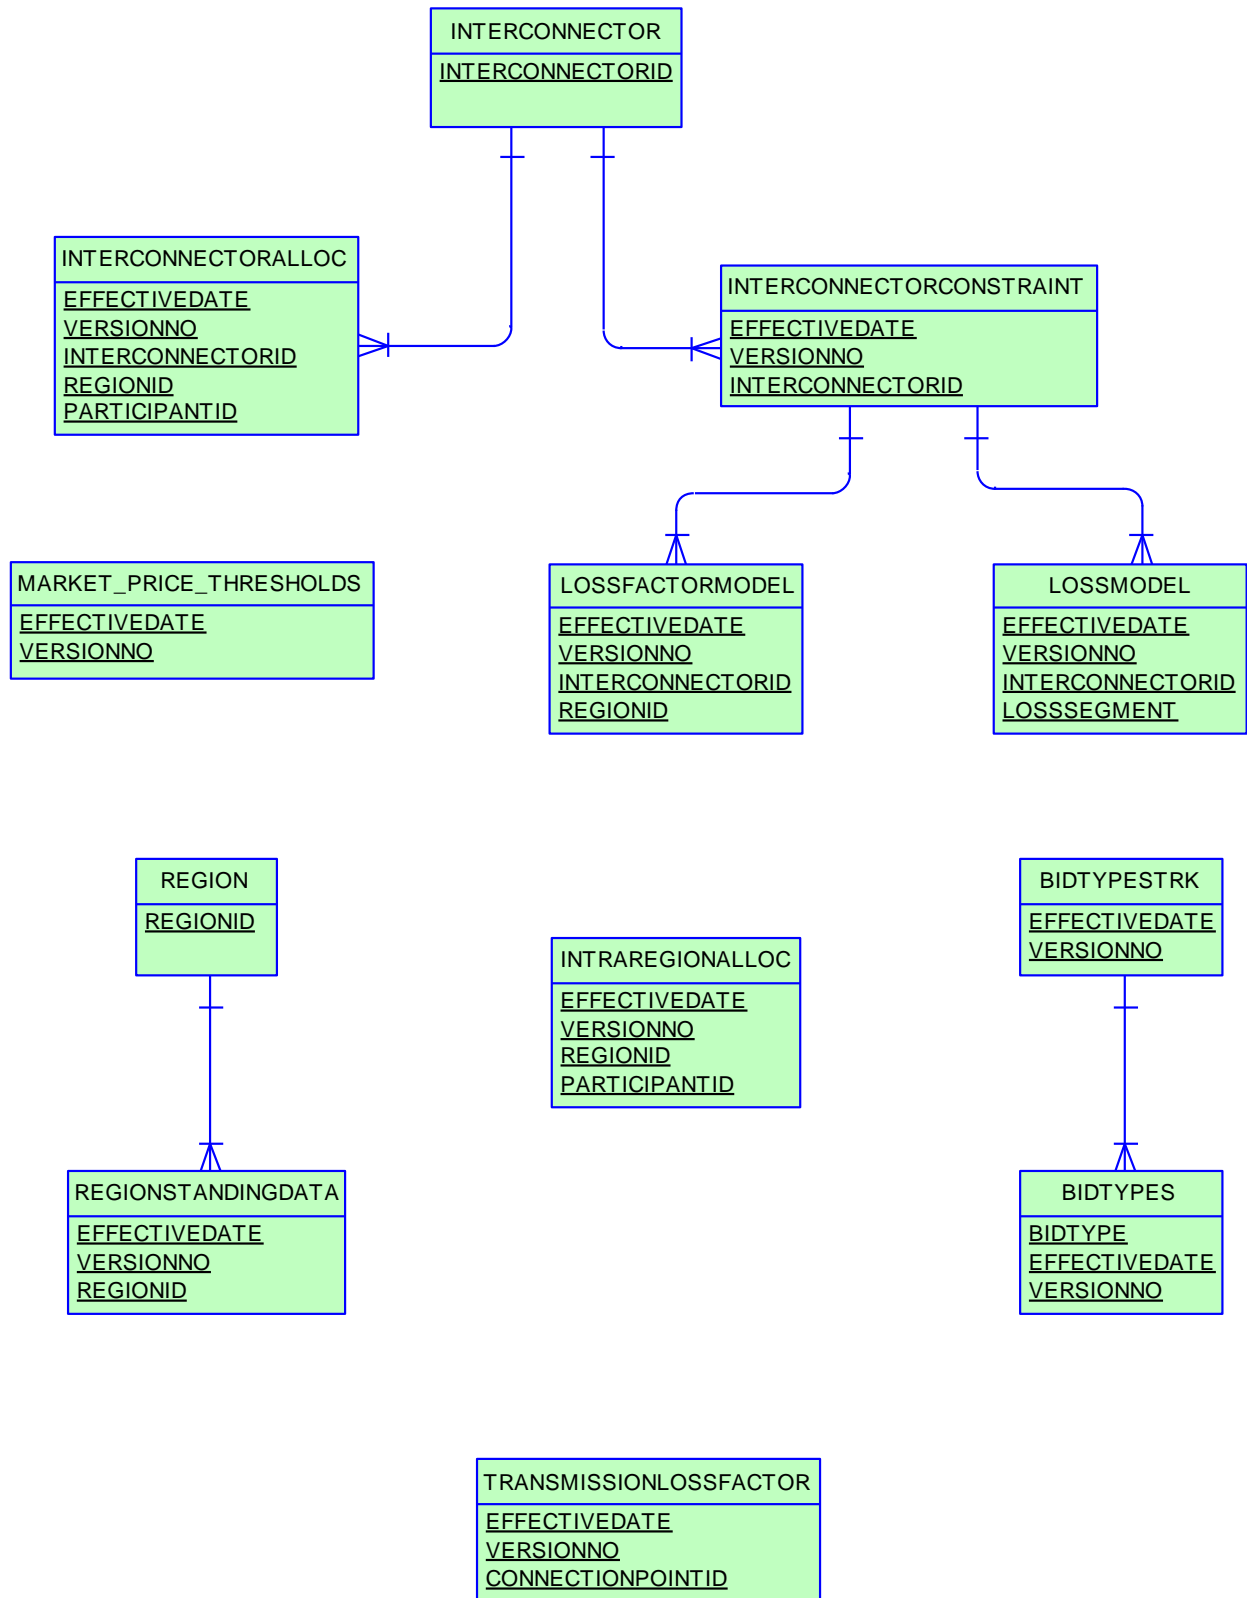 INTERCONNECTOR
INTERCONNECTORID
INTERCONNECTORALLOC
EFFECTIVEDATE
VERSIONNO
INTERCONNECTORID
REGIONID
PARTICIPANTID
INTERCONNECTORCONSTRAINT
EFFECTIVEDATE
VERSIONNO
INTERCONNECTORID
MARKET_PRICE_THRESHOLDS
EFFECTIVEDATE
VERSIONNO
LOSSFACTORMODEL
EFFECTIVEDATE
VERSIONNO
INTERCONNECTORID
REGIONID
LOSSMODEL
EFFECTIVEDATE
VERSIONNO
INTERCONNECTORID
LOSSSEGMENT
REGION
REGIONID
INTRAREGIONALLOC
EFFECTIVEDATE
VERSIONNO
REGIONID
PARTICIPANTID
BIDTYPESTRK
EFFECTIVEDATE
VERSIONNO
REGIONSTANDINGDATA
EFFECTIVEDATE
VERSIONNO
REGIONID
BIDTYPES
BIDTYPE
EFFECTIVEDATE
VERSIONNO
TRANSMISSIONLOSSFACTOR
EFFECTIVEDATE
VERSIONNO
CONNECTIONPOINTID